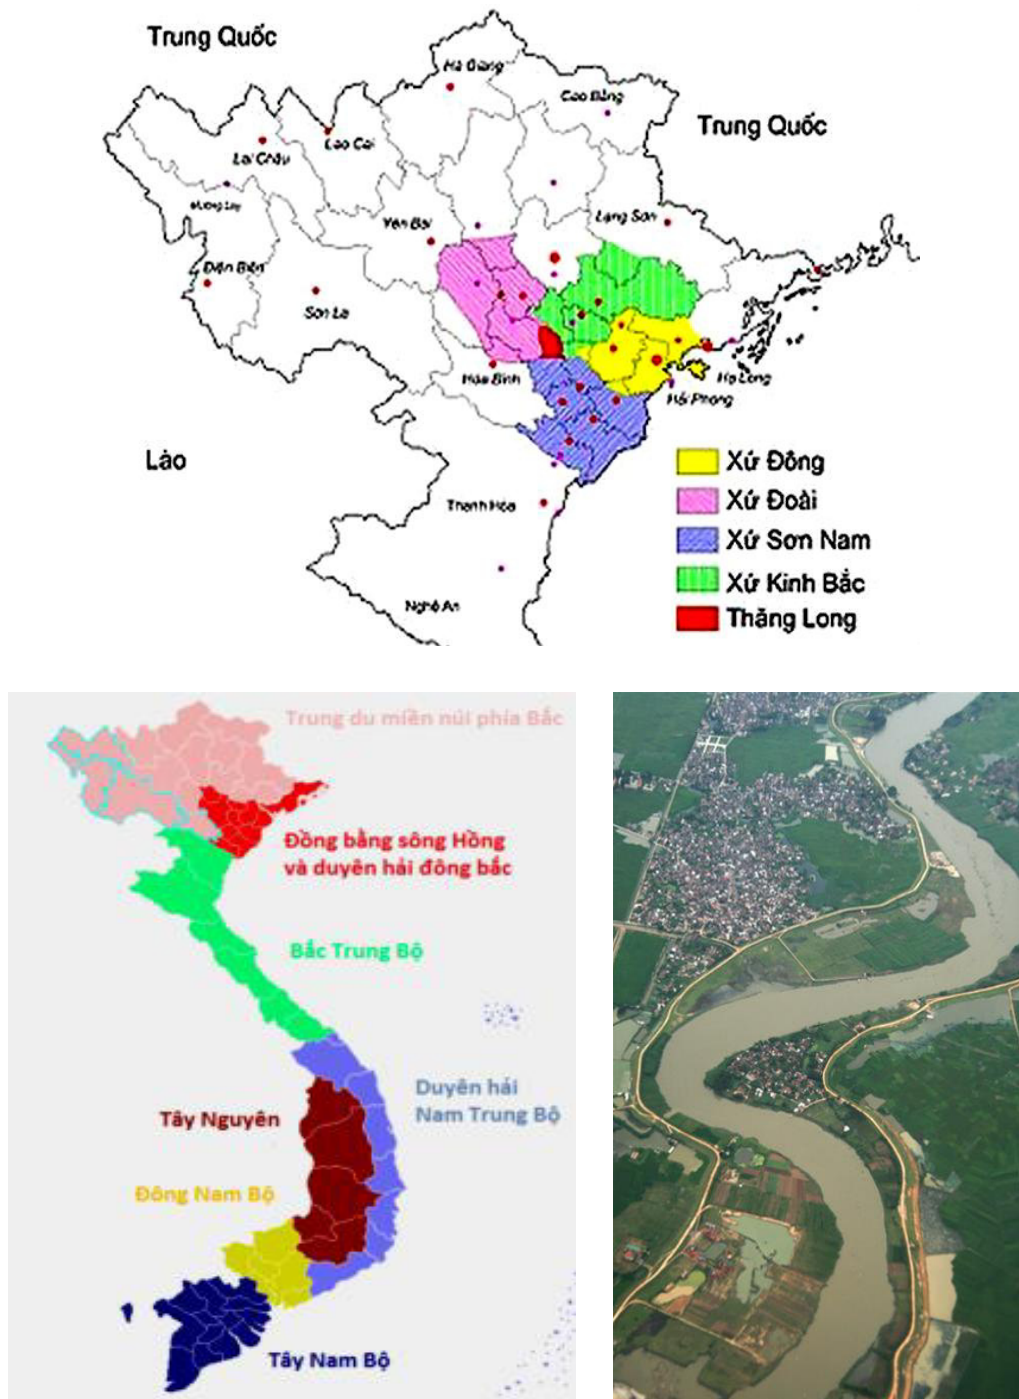 Trung Quốc
Hà Giang
Cao Bằng
Trung Quốc
Lào Cai
Lai Châu
Yên Bái
Lạng Sơn
Điện Biên
Sơn La
Hòa Bình
Hạ Long
Hải Phòng
Lào
Thanh Hóa
Nghệ An
Xứ Đông
Xứ Đoài
Xứ Sơn Nam
Xứ Kinh Bắc
Thăng Long
Trung du miền núi phía Bắc
Đồng bằng sông Hồng
và duyên hải đông bắc
Bắc Trung Bộ
Duyên hải
Nam Trung Bộ
Tây Nguyên
Đông Nam Bộ
Tây Nam Bộ